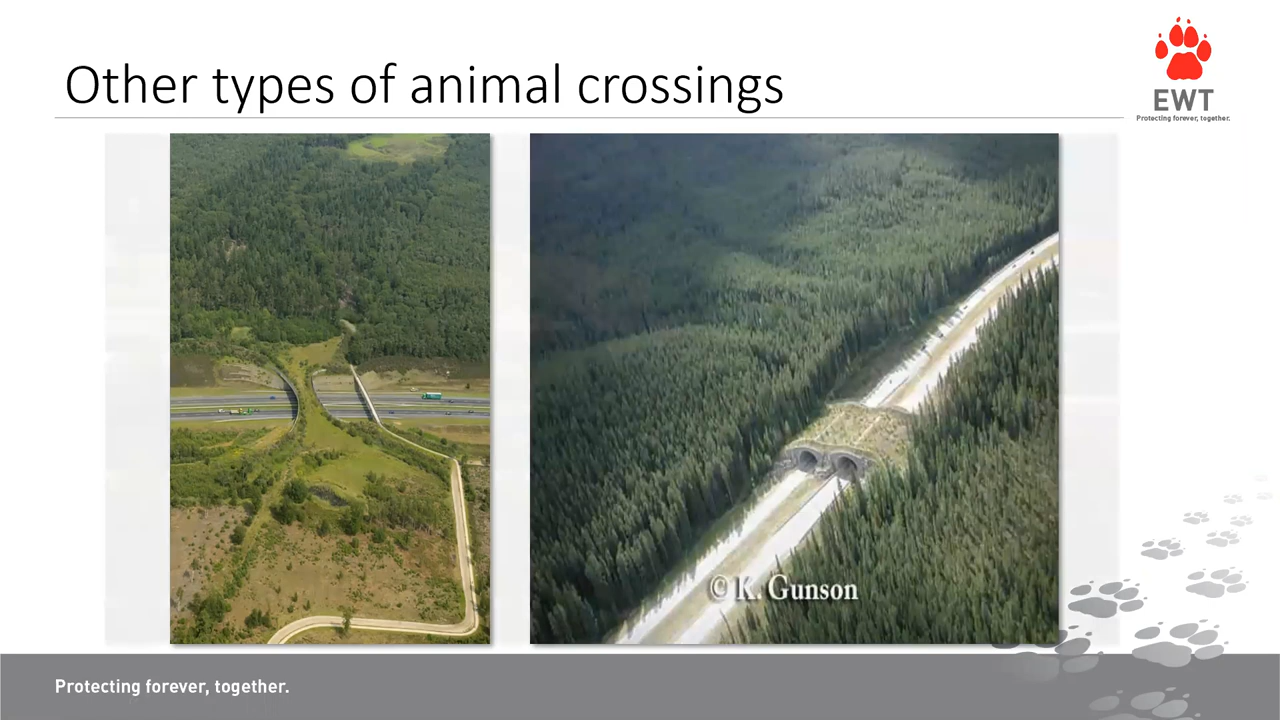 Other types of animal crossings
EWT
Protecting forever, together.
© K. Gunson
Protecting forever, together.